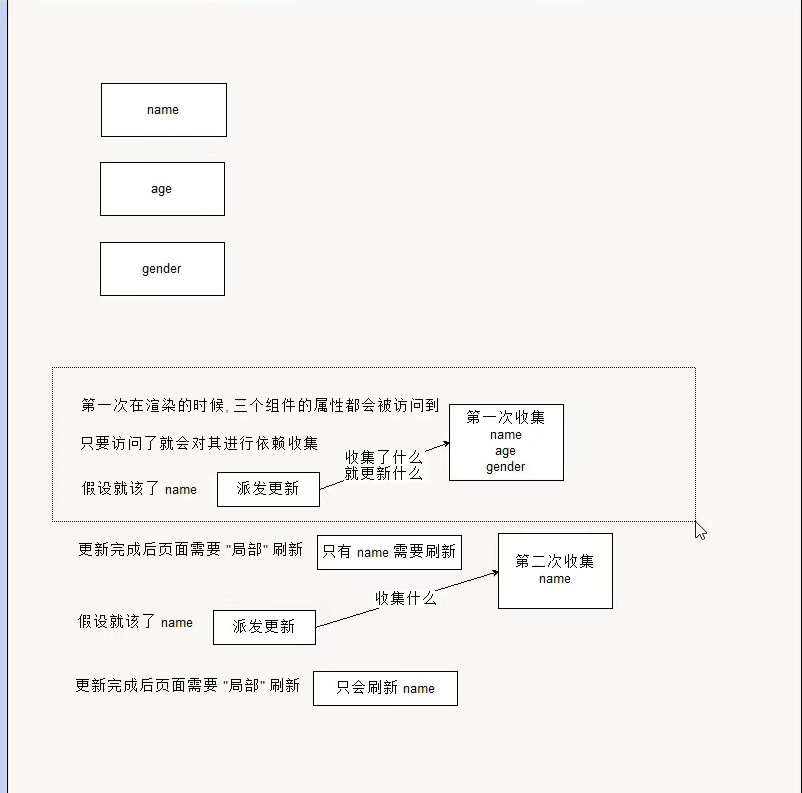 name
age
gender
第一次在渲染的时候, 三个组件的属性都会被访问到
只要访问了就会对其进行依赖收集
假设就该了 name
派发更新
收集了什么
就更新什么
第一次收集
name
age
gender
更新完成后页面需要 "局部" 刷新
只有 name 需要刷新
假设就该了 name
派发更新
收集什么
第二次收集
name
更新完成后页面需要 "局部" 刷新
只会刷新 name